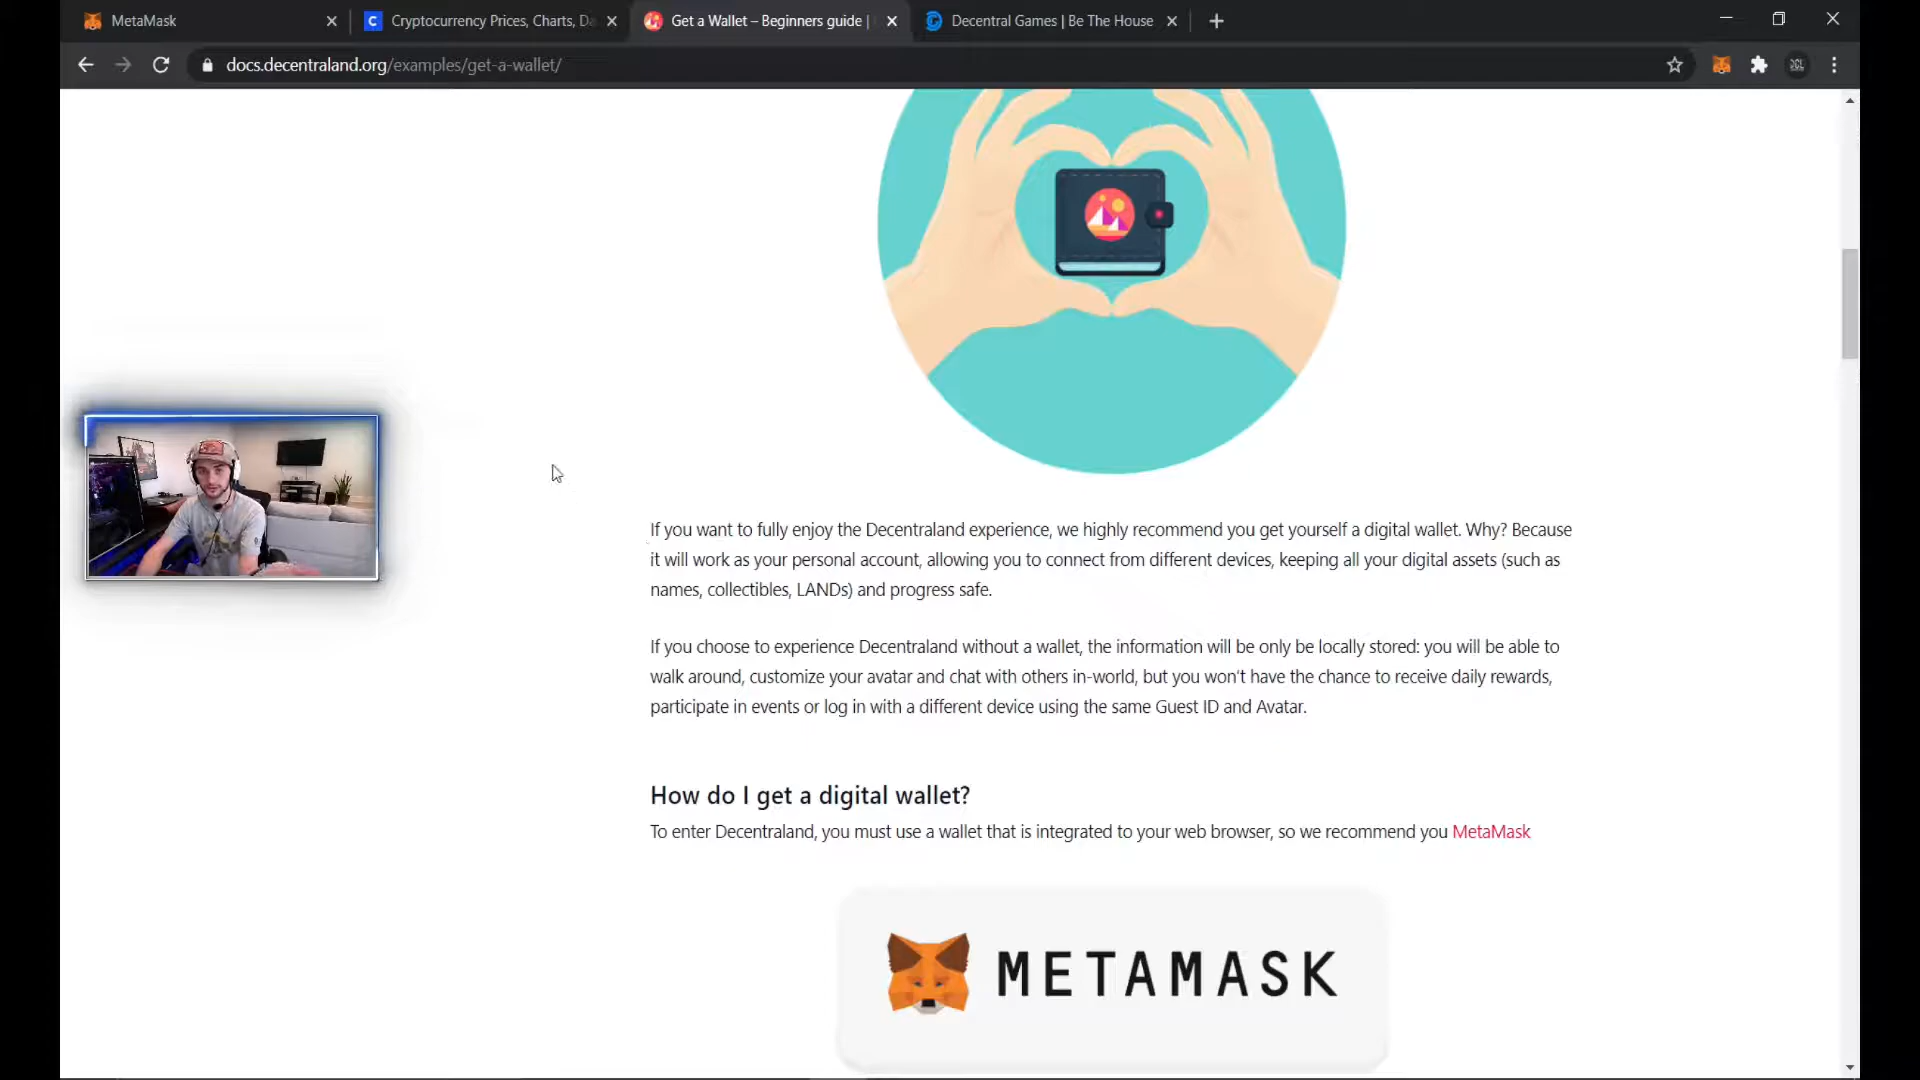 MetaMask
Cryptocurrency Prices, Charts, Da
Get a Wallet – Beginners guide |
Decentral Games | Be The House
docs.decentraland.org/examples/get-a-wallet/
If you want to fully enjoy the Decentraland experience, we highly recommend you get yourself a digital wallet. Why? Because
it will work as your personal account, allowing you to connect from different devices, keeping all your digital assets (such as
names, collectibles, LANDs) and progress safe.
If you choose to experience Decentraland without a wallet, the information will be only be locally stored: you will be able to
walk around, customize your avatar and chat with others in-world, but you won't have the chance to receive daily rewards,
participate in events or log in with a different device using the same Guest ID and Avatar.
How do I get a digital wallet?
To enter Decentraland, you must use a wallet that is integrated to your web browser, so we recommend you MetaMask
METAMASK